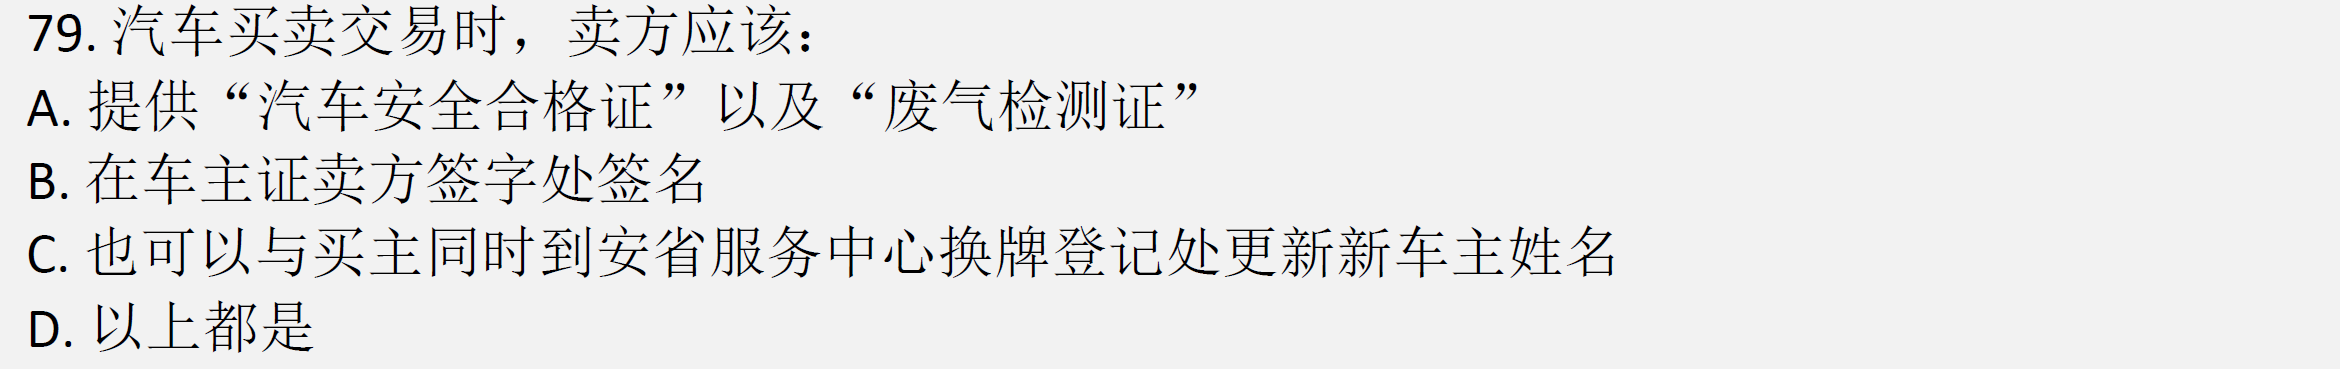 79. 汽车买卖交易时，卖方应该：
A. 提供“汽车安全合格证”以及“废气检测证”
B. 在车主证卖方签字处签名
C. 也可以与买主同时到安省服务中心换牌登记处更新新车主姓名
D. 以上都是